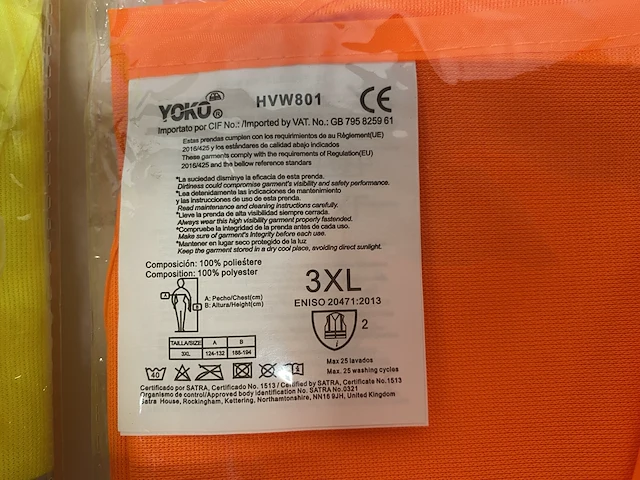 YOKO® HVW801 CE
Importado por CIF No.: /Imported by VAT. No.: GB 795 8259 61
Estas prendas cumplen con los requirimientos de au Règlement(UE)
2016/425 y los estándares de calidad abajo indicados
These garments comply with the requirements of Regulation(EU)
2016/425 and the bellow reference standars
*La suciedad disminye la eficacia de esta prenda.
Dirtiness could compromise garment's visibility and safety performance.
*Lea detenidamente las indicaciones de mantenimiento
y las instrucciones de uso de esta prenda.
Read maintenance and cleaning instructions carefully.
*Lleve la prenda de alta visibilidad siempre cerrada.
Always wear this high visibility garment properly fastended.
*Compruebe la integridad de la prenda antes de cada uso.
Make sure of garment's Integrity before each use.
*Mantener en lugar seco protegido de la luz
Keep the garment stored in a dry cool place, avoiding direct sunlight.
Composición: 100% poliestere
Composition: 100% polyester
3XL
ENISO 20471:2013
A: Pecho/Chest(cm)
B: Altura/Height(cm)
A
B
2
TAILLA/SIZE A B
3XL 124-132 188-194
Max 25 lavados
Max. 25 washing cycles
40
Certificado por SATRA, Certificado No. 1513 / Certified by SATRA, Certificate No.1513
Organismo de control/Approved body identification No. SATRA No.0321
Satra House, Rockingham, Kettering, Northamtonshire, NN16 9JH, United Kingdom